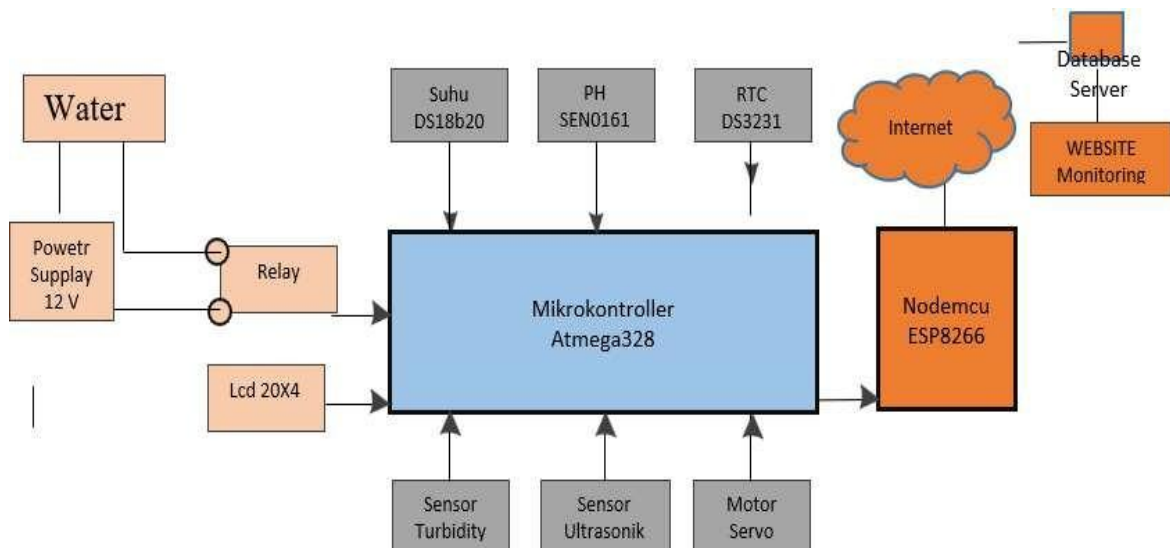 Water
Suhu
DS18b20
PH
SEN0161
RTC
DS3231
Internet
Database
Server
WEBSITE
Monitoring
Powetr
Supplay
12 V
Relay
Mikrokontroller
Atmega328
Nodemcu
ESP8266
Lcd 20X4
Sensor
Turbidity
Sensor
Ultrasonik
Motor
Servo